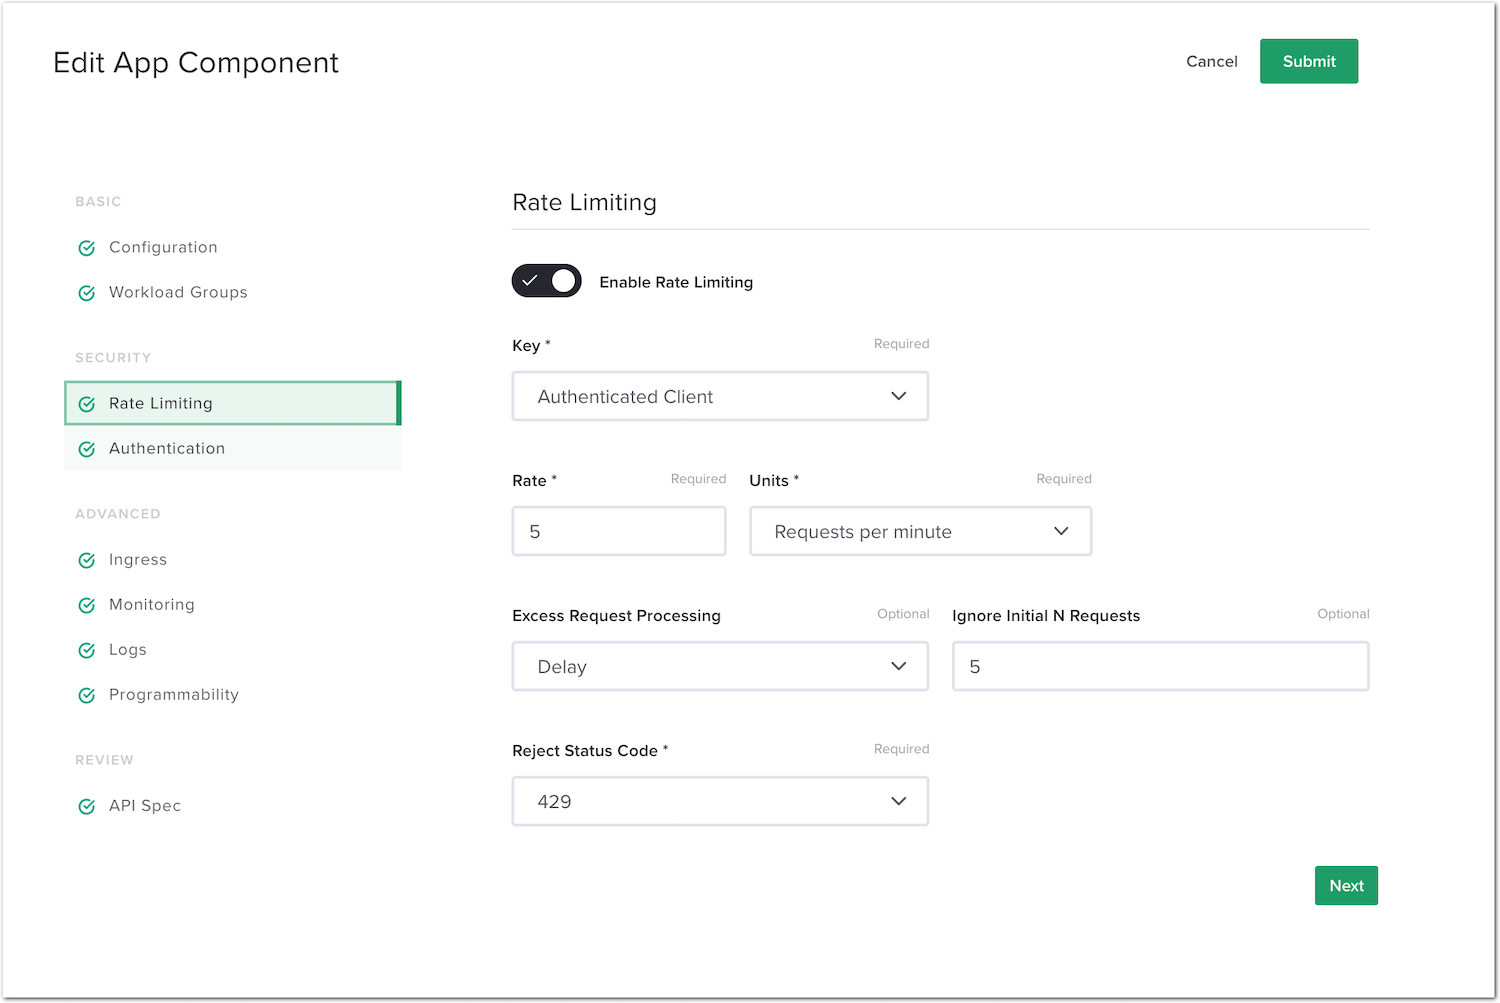 Edit App Component
Cancel
Submit
BASIC
Configuration
Workload Groups
SECURITY
Rate Limiting
Authentication
ADVANCED
Ingress
Monitoring
Logs
Programmability
REVIEW
API Spec
Rate Limiting
Enable Rate Limiting
Key * Required
Authenticated Client
Rate * Required Units * Required
5 Requests per minute
Excess Request Processing Optional Ignore Initial N Requests Optional
Delay 5
Reject Status Code * Required
429
Next